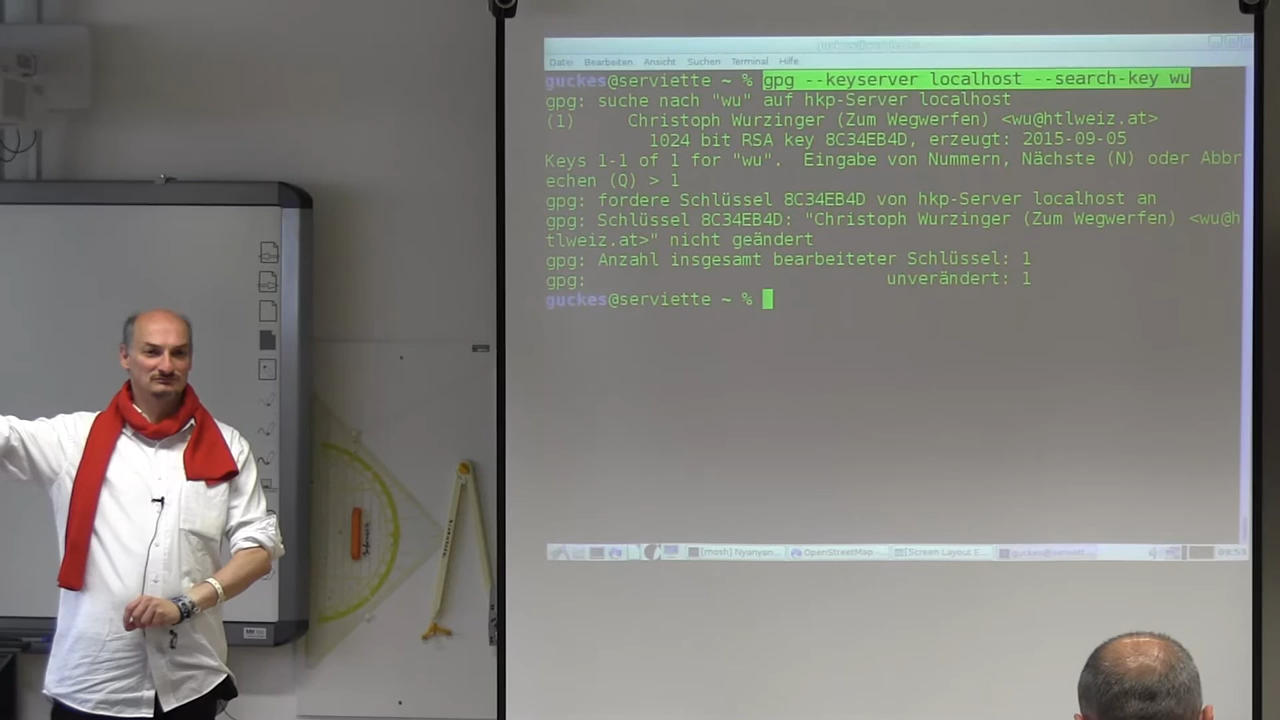 Datei Bearbeiten Ansicht Suchen Terminal Hilfe
guckes@serviette ~ % gpg --keyserver localhost --search-key wu
gpg: suche nach "wu" auf hkp-Server localhost
(1) Christoph Wurzinger (Zum Wegwerfen) <wu@htlweiz.at>
1024 bit RSA key 8C34EB4D, erzeugt: 2015-09-05
Keys 1-1 of 1 for "wu". Eingabe von Nummern, Nächste (N) oder Abbr
echen (Q) > 1
gpg: fordere Schlüssel 8C34EB4D von hkp-Server localhost an
gpg: Schlüssel 8C34EB4D: "Christoph Wurzinger (Zum Wegwerfen) <wu@h
tlweiz.at>" nicht geändert
gpg: Anzahl insgesamt bearbeiteter Schlüssel: 1
gpg: unverändert: 1
guckes@serviette ~ %
[mosh] Nyanyan... OpenStreetMap [Screen Layout E...